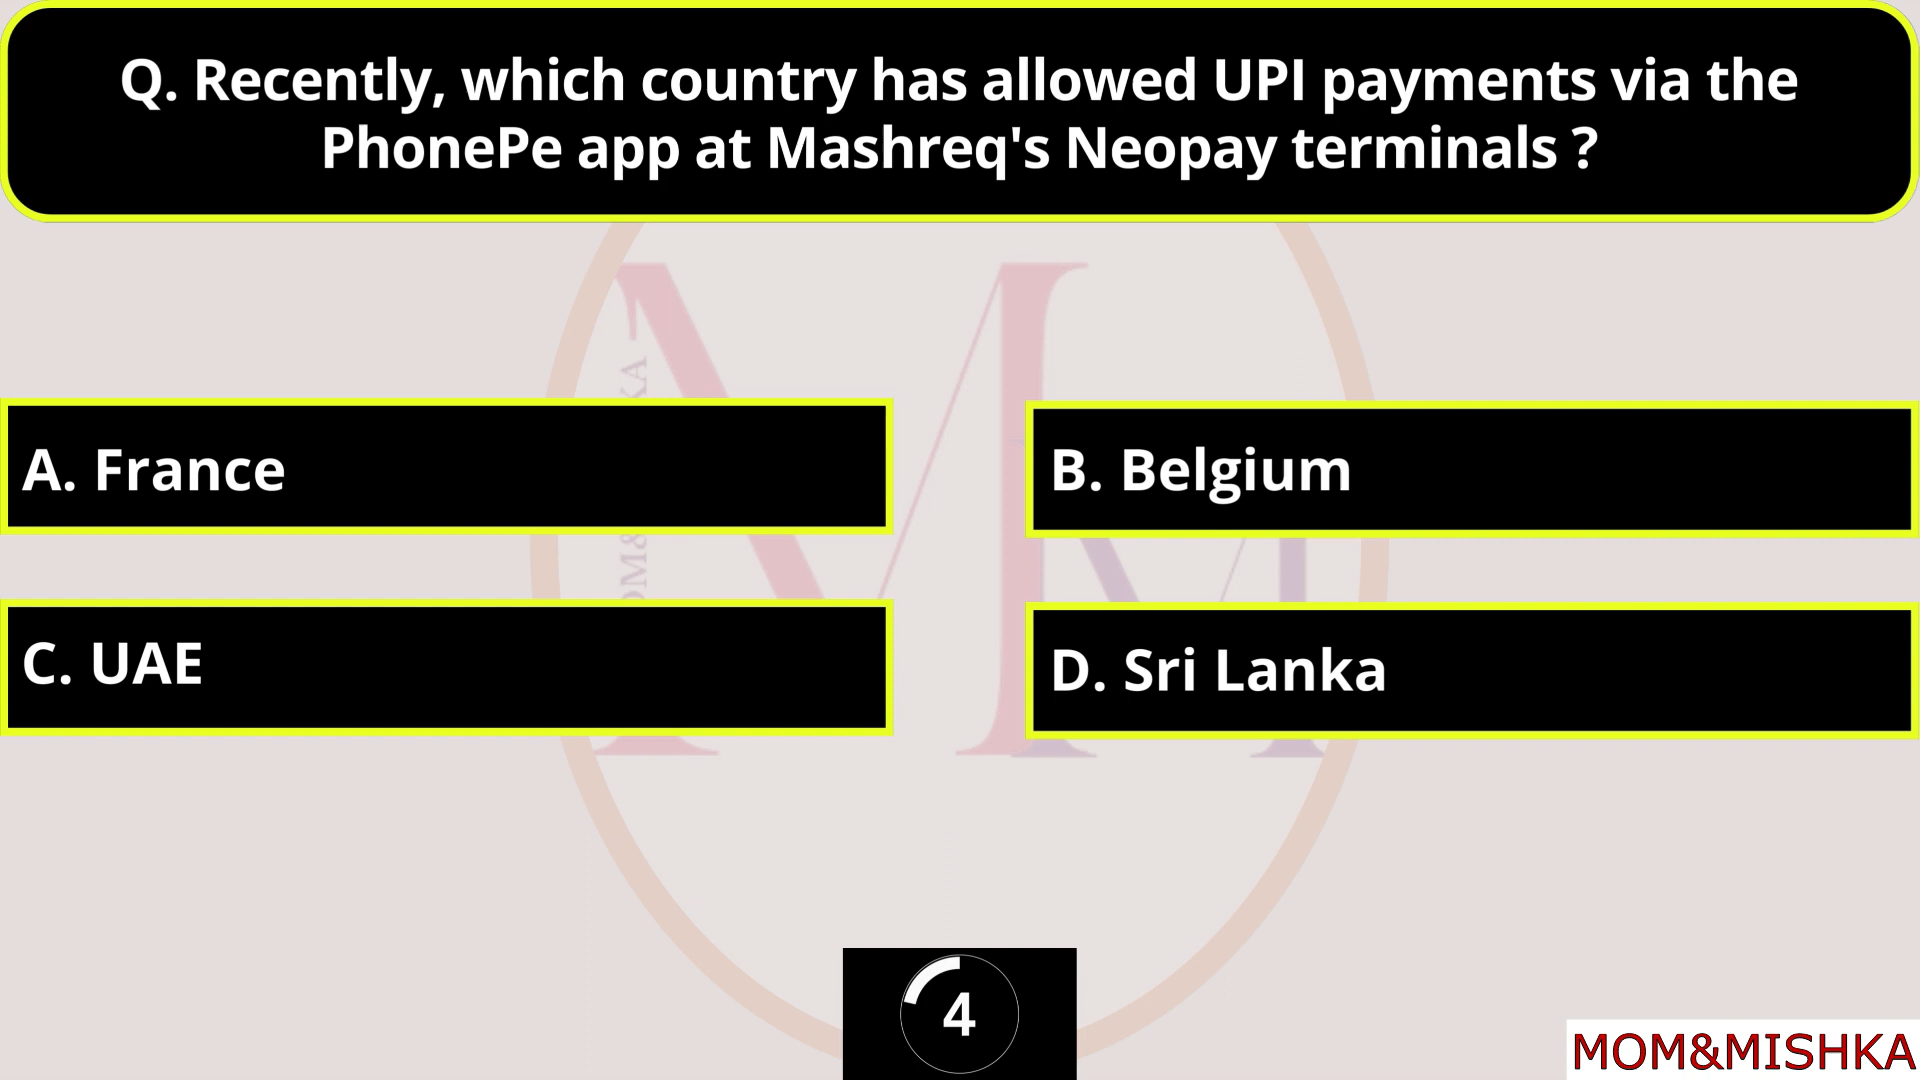 Q. Recently, which country has allowed UPI payments via the
PhonePe app at Mashreq's Neopay terminals ?
A. France
B. Belgium
C. UAE
D. Sri Lanka
4
MOM&MISHKA